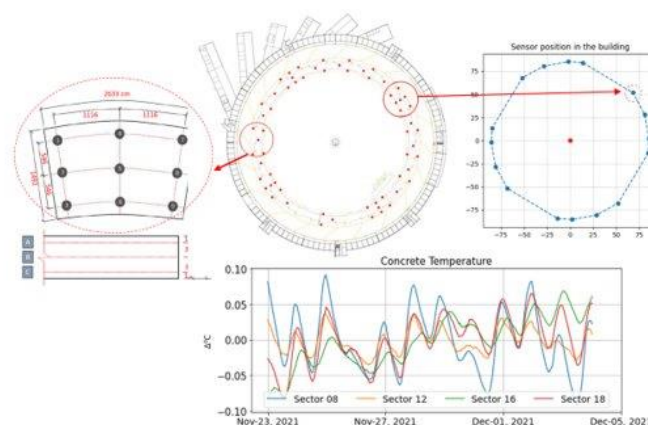 2633 cm
1116
1116
A
B
C
Sensor position in the building
75
50
25
0
-25
-50
-75
-75
-50
-25
0
25
50
75
Concrete Temperature
0.10
0.05
0.00
-0.05
-0.10
Δ°C
Sector 08
Sector 12
Sector 16
Sector 18
Nov-23, 2021
Nov-27, 2021
Dec-01, 2021
Dec-05, 2021